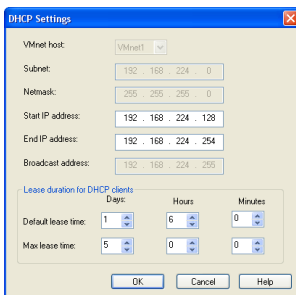 DHCP Settings
VMnet host: VMnet1
Subnet: 192 . 168 . 224 . 0
Netmask: 255 . 255 . 255 . 0
Start IP address: 192 . 168 . 224 . 128
End IP address: 192 . 168 . 224 . 254
Broadcast address: 192 . 168 . 224 . 255
Lease duration for DHCP clients
Days: Hours Minutes
Default lease time: 1 6 0
Max lease time: 5 0 0
OK Cancel Help